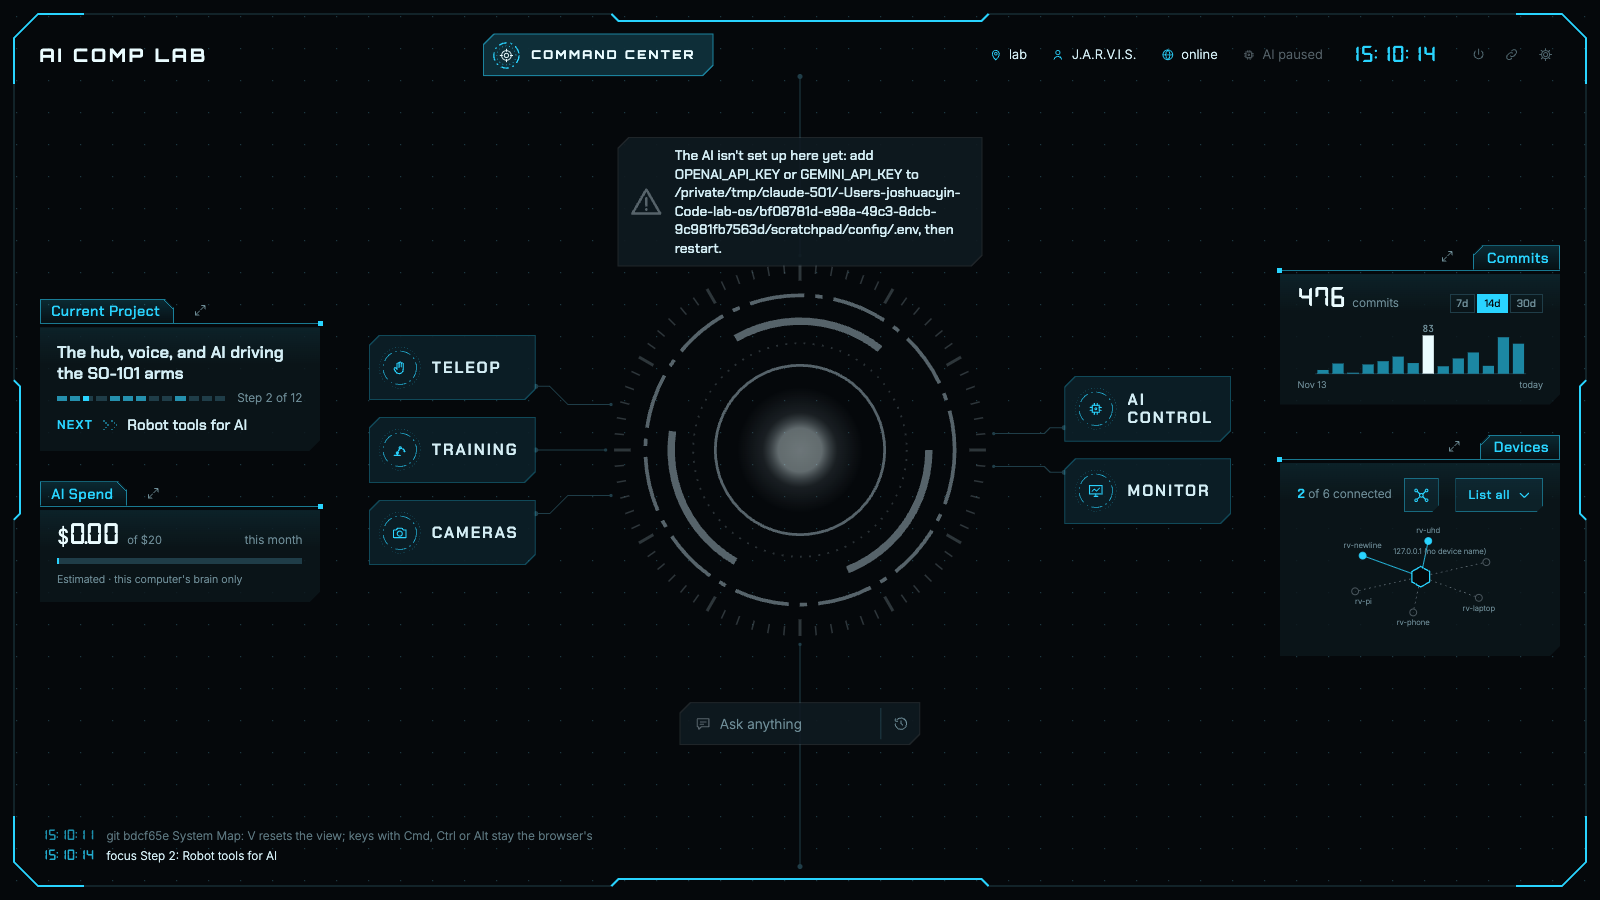 AI COMP LAB
COMMAND CENTER
lab
J.A.R.V.I.S.
online
AI paused
15:10:14
The AI isn't set up here yet: add
OPENAI_API_KEY or GEMINI_API_KEY to
/private/tmp/claude-501/-Users-joshuacyin-
Code-lab-os/bf08781d-e98a-49c3-8dcb-
9c981fb7563d/scratchpad/config/.env, then
restart.
Current Project
The hub, voice, and AI driving
the SO-101 arms
Step 2 of 12
NEXT Robot tools for AI
AI Spend
$0.00 of $20 this month
Estimated · this computer's brain only
TELEOP
TRAINING
CAMERAS
AI
CONTROL
MONITOR
Commits
476 commits
7d 14d 30d
83
Nov 13 today
Devices
2 of 6 connected
List all
rv-uhd
rv-newline
127.0.0.1 (no device name)
rv-pi
rv-laptop
rv-phone
Ask anything
15:10:11 git bdcf65e System Map: V resets the view; keys with Cmd, Ctrl or Alt stay the browser's
15:10:14 focus Step 2: Robot tools for AI